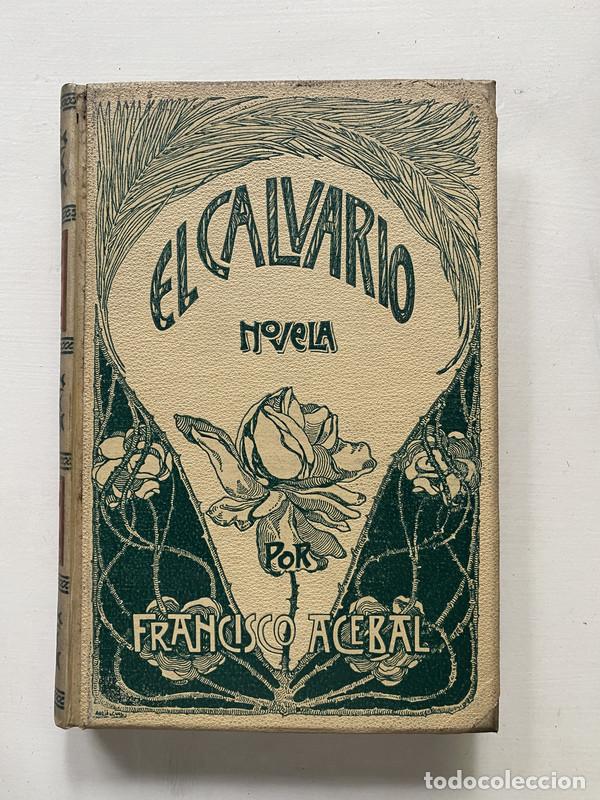 EL CALVARIO
NOVELA
POR
FRANCISCO ACEBAL
todocoleccion